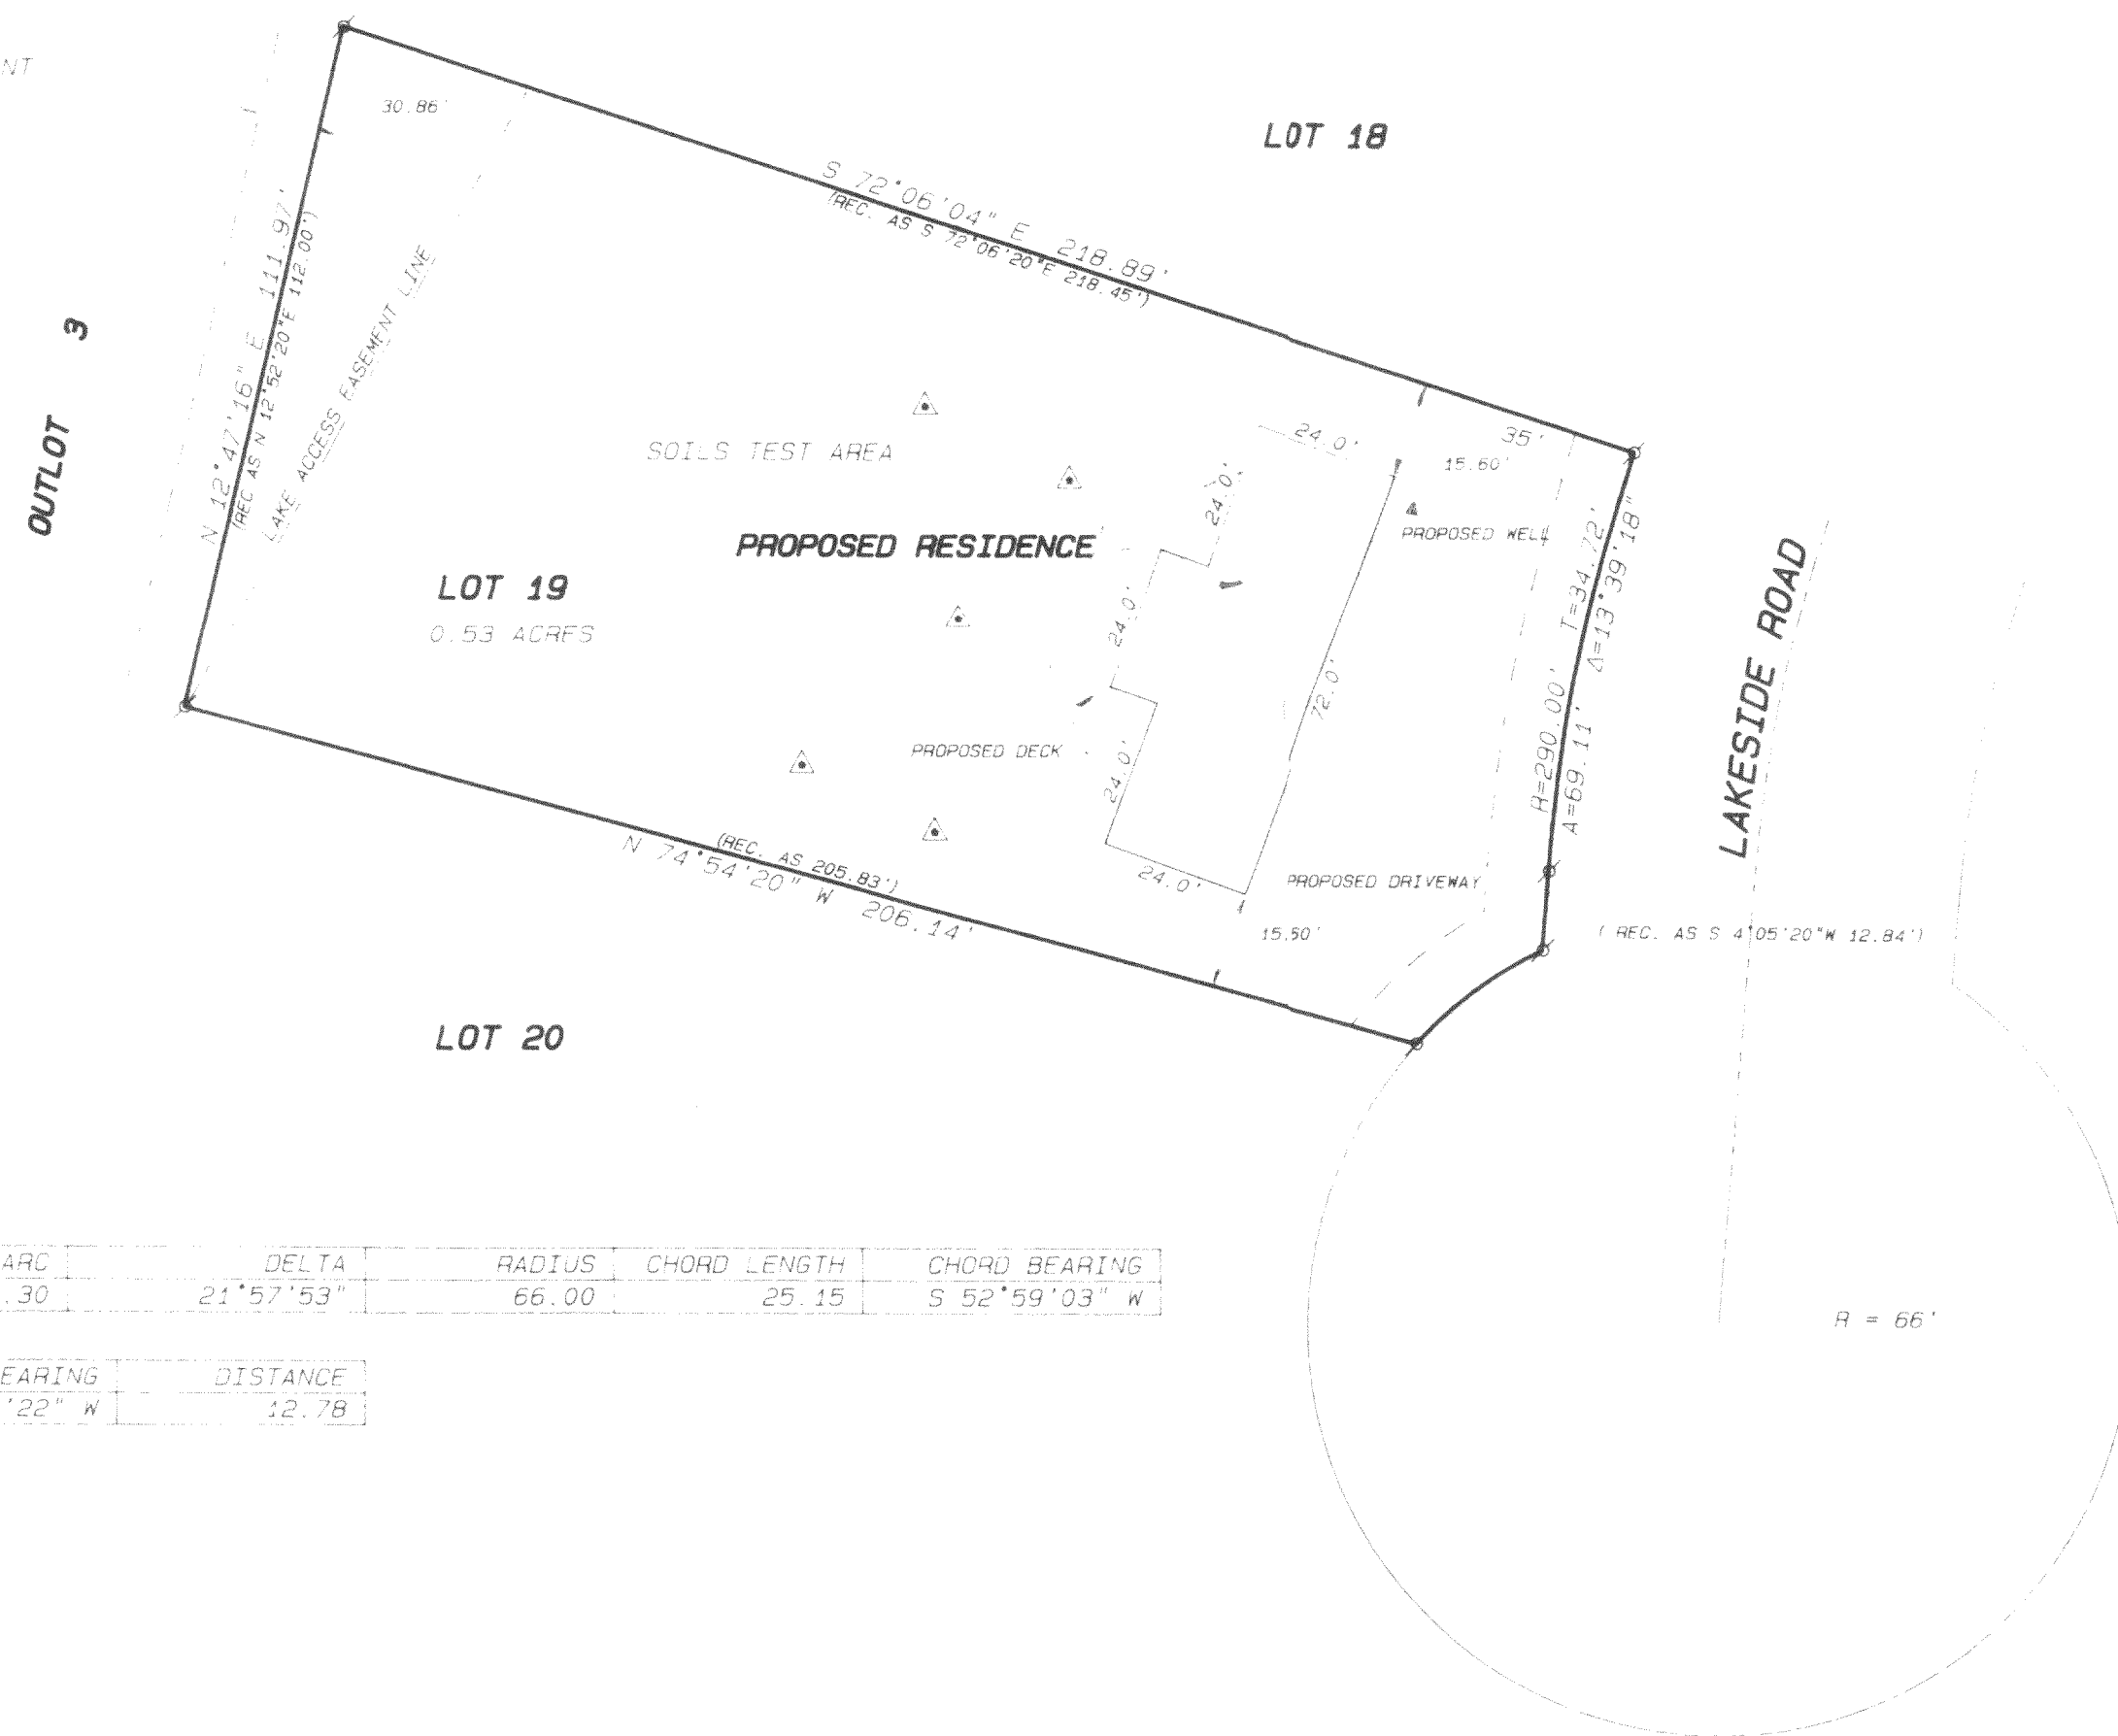 NT
30.86'
LOT 18
S 72°06'04" E 218.89'
(REC. AS S 72°06'20"E 218.45')
N 12°47'16" E 111.97'
(REC AS N 12°52'20"E 112.00')
LAKE ACCESS EASEMENT LINE
OUTLOT 3
SOILS TEST AREA
24.0'
35'
15.60'
24.0'
PROPOSED WELL
PROPOSED RESIDENCE
LOT 19
0.53 ACRES
24.0'
72.0'
R=290.00' T=34.72'
A=69.11' Δ=13°39'18"
LAKESIDE ROAD
PROPOSED DECK
24.0'
24.0'
PROPOSED DRIVEWAY
(REC. AS 205.83')
N 74°54'20" W 206.14'
( REC. AS S 4°05'20"W 12.84')
LOT 20
ARC DELTA RADIUS CHORD LENGTH CHORD BEARING
.30 21°57'53" 66.00 25.15 S 52°59'03" W
R = 66'
EARING DISTANCE
'22" W 12.78